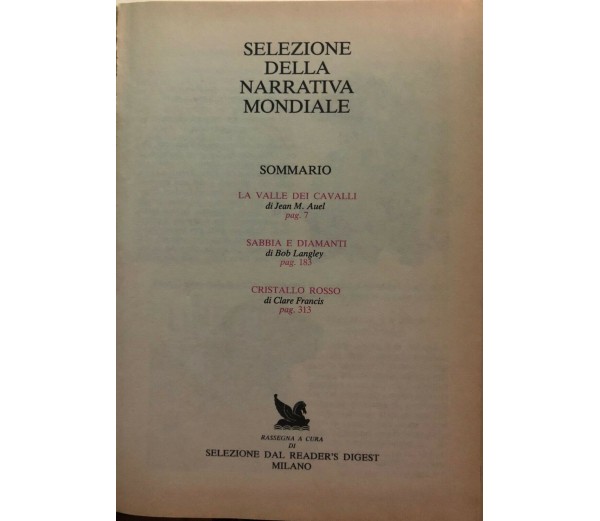 SELEZIONE
DELLA
NARRATIVA
MONDIALE
SOMMARIO
LA VALLE DEI CAVALLI
di Jean M. Auel
pag. 7
SABBIA E DIAMANTI
di Bob Langley
pag. 183
CRISTALLO ROSSO
di Clare Francis
pag. 313
RASSEGNA A CURA
DI
SELEZIONE DAL READER'S DIGEST
MILANO